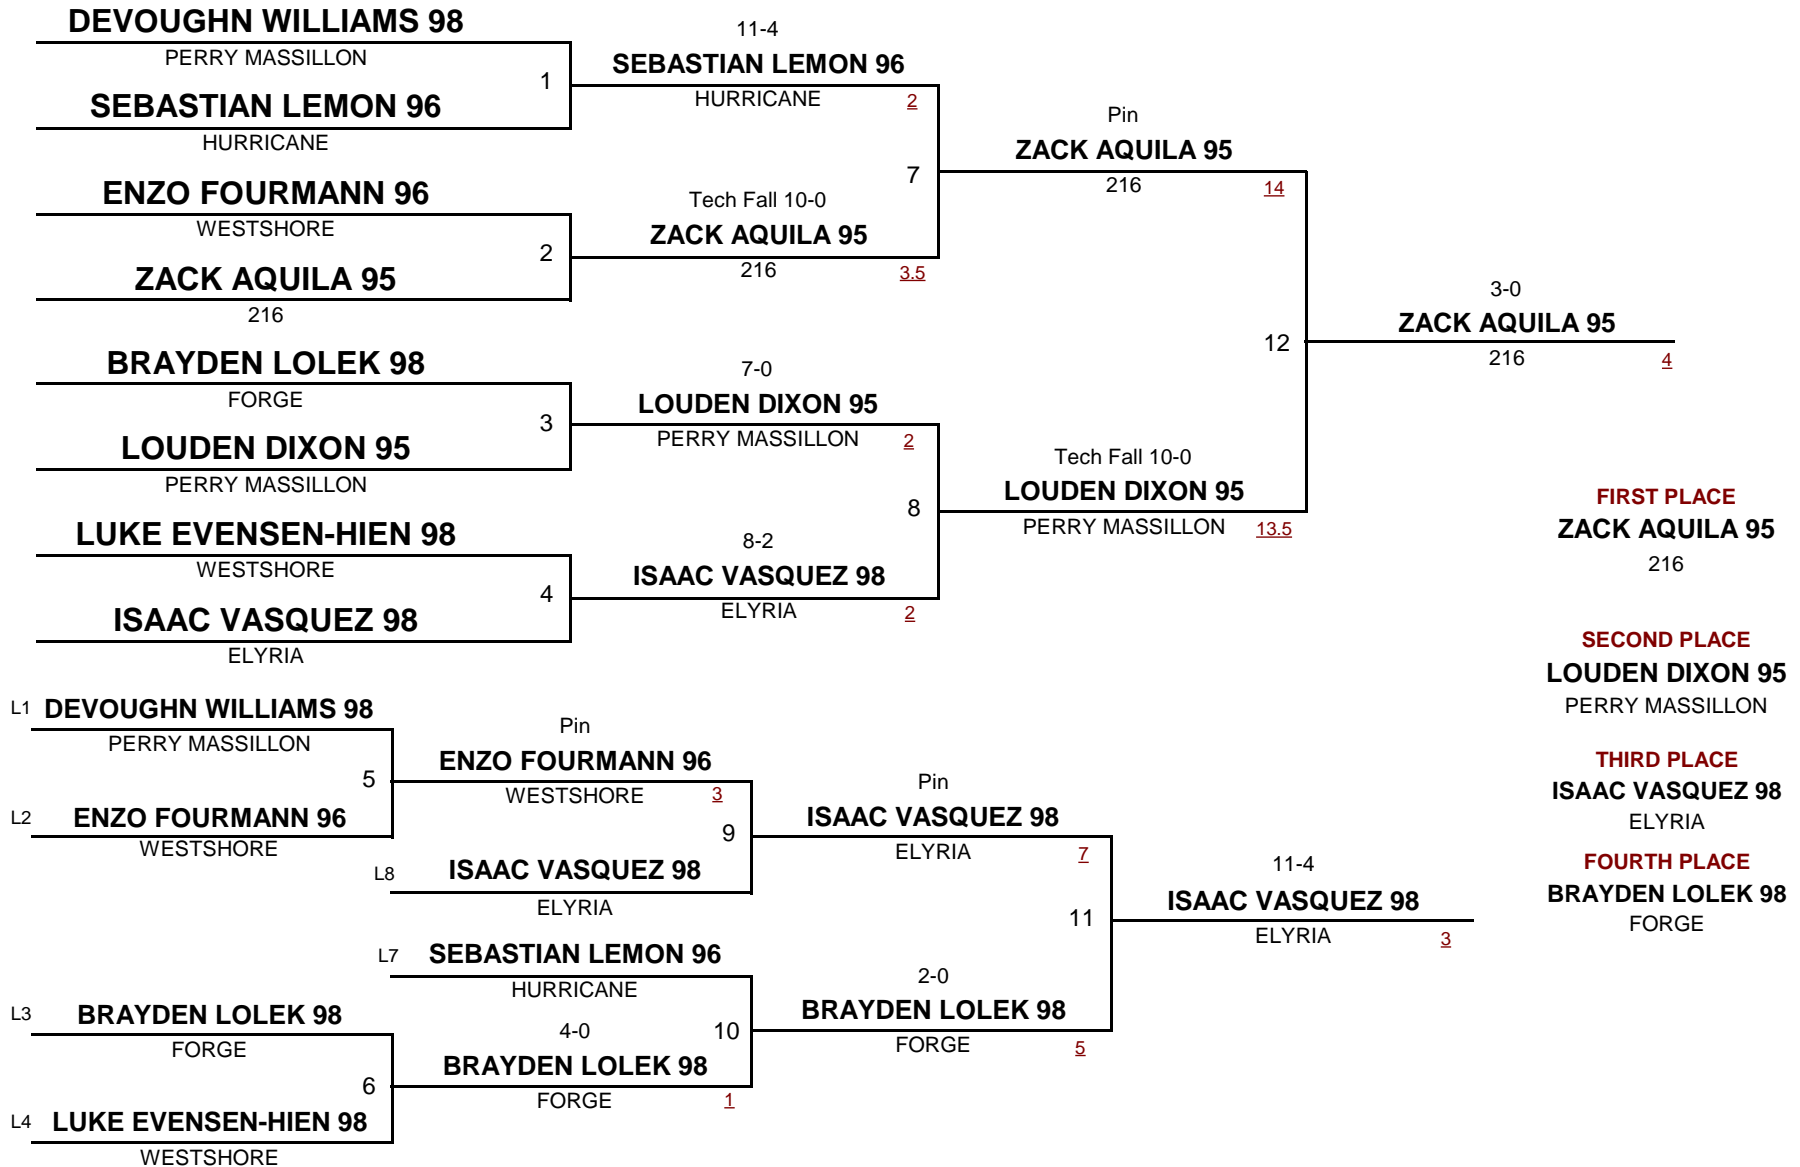 DEVOUGHN WILLIAMS 98
PERRY MASSILLON
1
SEBASTIAN LEMON 96
HURRICANE
ENZO FOURMANN 96
WESTSHORE
2
ZACK AQUILA 95
216
BRAYDEN LOLEK 98
FORGE
3
LOUDEN DIXON 95
PERRY MASSILLON
LUKE EVENSEN-HIEN 98
WESTSHORE
4
ISAAC VASQUEZ 98
ELYRIA
11-4
SEBASTIAN LEMON 96
HURRICANE 2
7
Tech Fall 10-0
ZACK AQUILA 95
216 3.5
7-0
LOUDEN DIXON 95
PERRY MASSILLON 2
8
8-2
ISAAC VASQUEZ 98
ELYRIA 2
Pin
ZACK AQUILA 95
216 14
12
Tech Fall 10-0
LOUDEN DIXON 95
PERRY MASSILLON 13.5
3-0
ZACK AQUILA 95
216 4
FIRST PLACE
ZACK AQUILA 95
216
SECOND PLACE
LOUDEN DIXON 95
PERRY MASSILLON
THIRD PLACE
ISAAC VASQUEZ 98
ELYRIA
FOURTH PLACE
BRAYDEN LOLEK 98
FORGE
L1 DEVOUGHN WILLIAMS 98
PERRY MASSILLON
5
L2 ENZO FOURMANN 96
WESTSHORE
Pin
ENZO FOURMANN 96
WESTSHORE 3
9
L8 ISAAC VASQUEZ 98
ELYRIA
L7 SEBASTIAN LEMON 96
HURRICANE
L3 BRAYDEN LOLEK 98
FORGE
6
L4 LUKE EVENSEN-HIEN 98
WESTSHORE
4-0
10
BRAYDEN LOLEK 98
FORGE 1
Pin
ISAAC VASQUEZ 98
ELYRIA 7
11
2-0
BRAYDEN LOLEK 98
FORGE 5
11-4
ISAAC VASQUEZ 98
ELYRIA 3